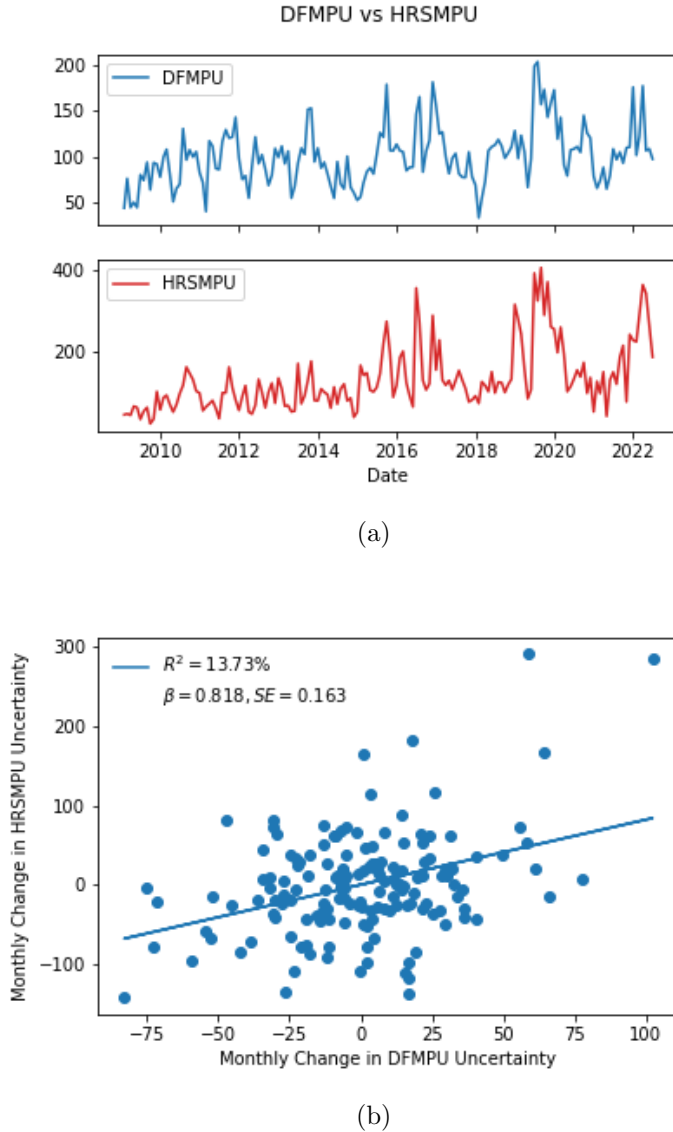 DFMPU vs HRSMPU
200
150
100
50
DFMPU
400
200
HRSMPU
2010 2012 2014 2016 2018 2020 2022
Date
(a)
Monthly Change in HRSMPU Uncertainty
300
200
100
0
−100
R² = 13.73%
β = 0.818, SE = 0.163
−75 −50 −25 0 25 50 75 100
Monthly Change in DFMPU Uncertainty
(b)